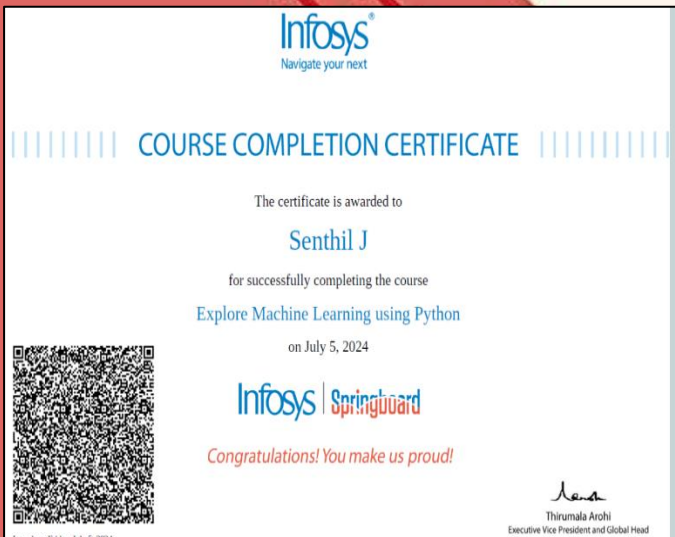 Infosys®
Navigate your next
COURSE COMPLETION CERTIFICATE
The certificate is awarded to
Senthil J
for successfully completing the course
Explore Machine Learning using Python
on July 5, 2024
Infosys | Springboard
Congratulations! You make us proud!
Thirumala Arohi
Executive Vice President and Global Head